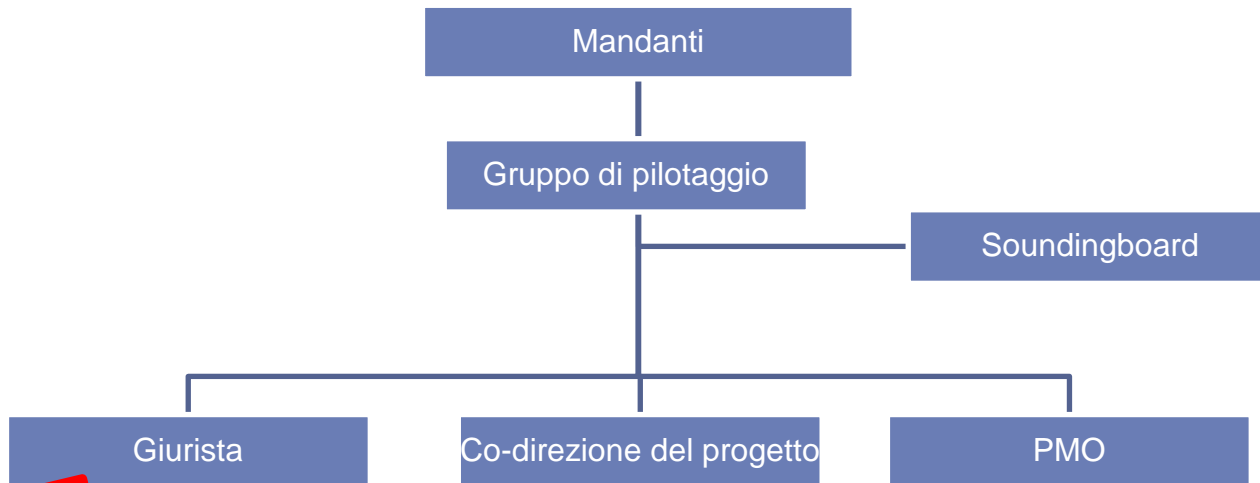 Mandanti
Gruppo di pilotaggio
Soundingboard
Giurista
Co-direzione del progetto
PMO